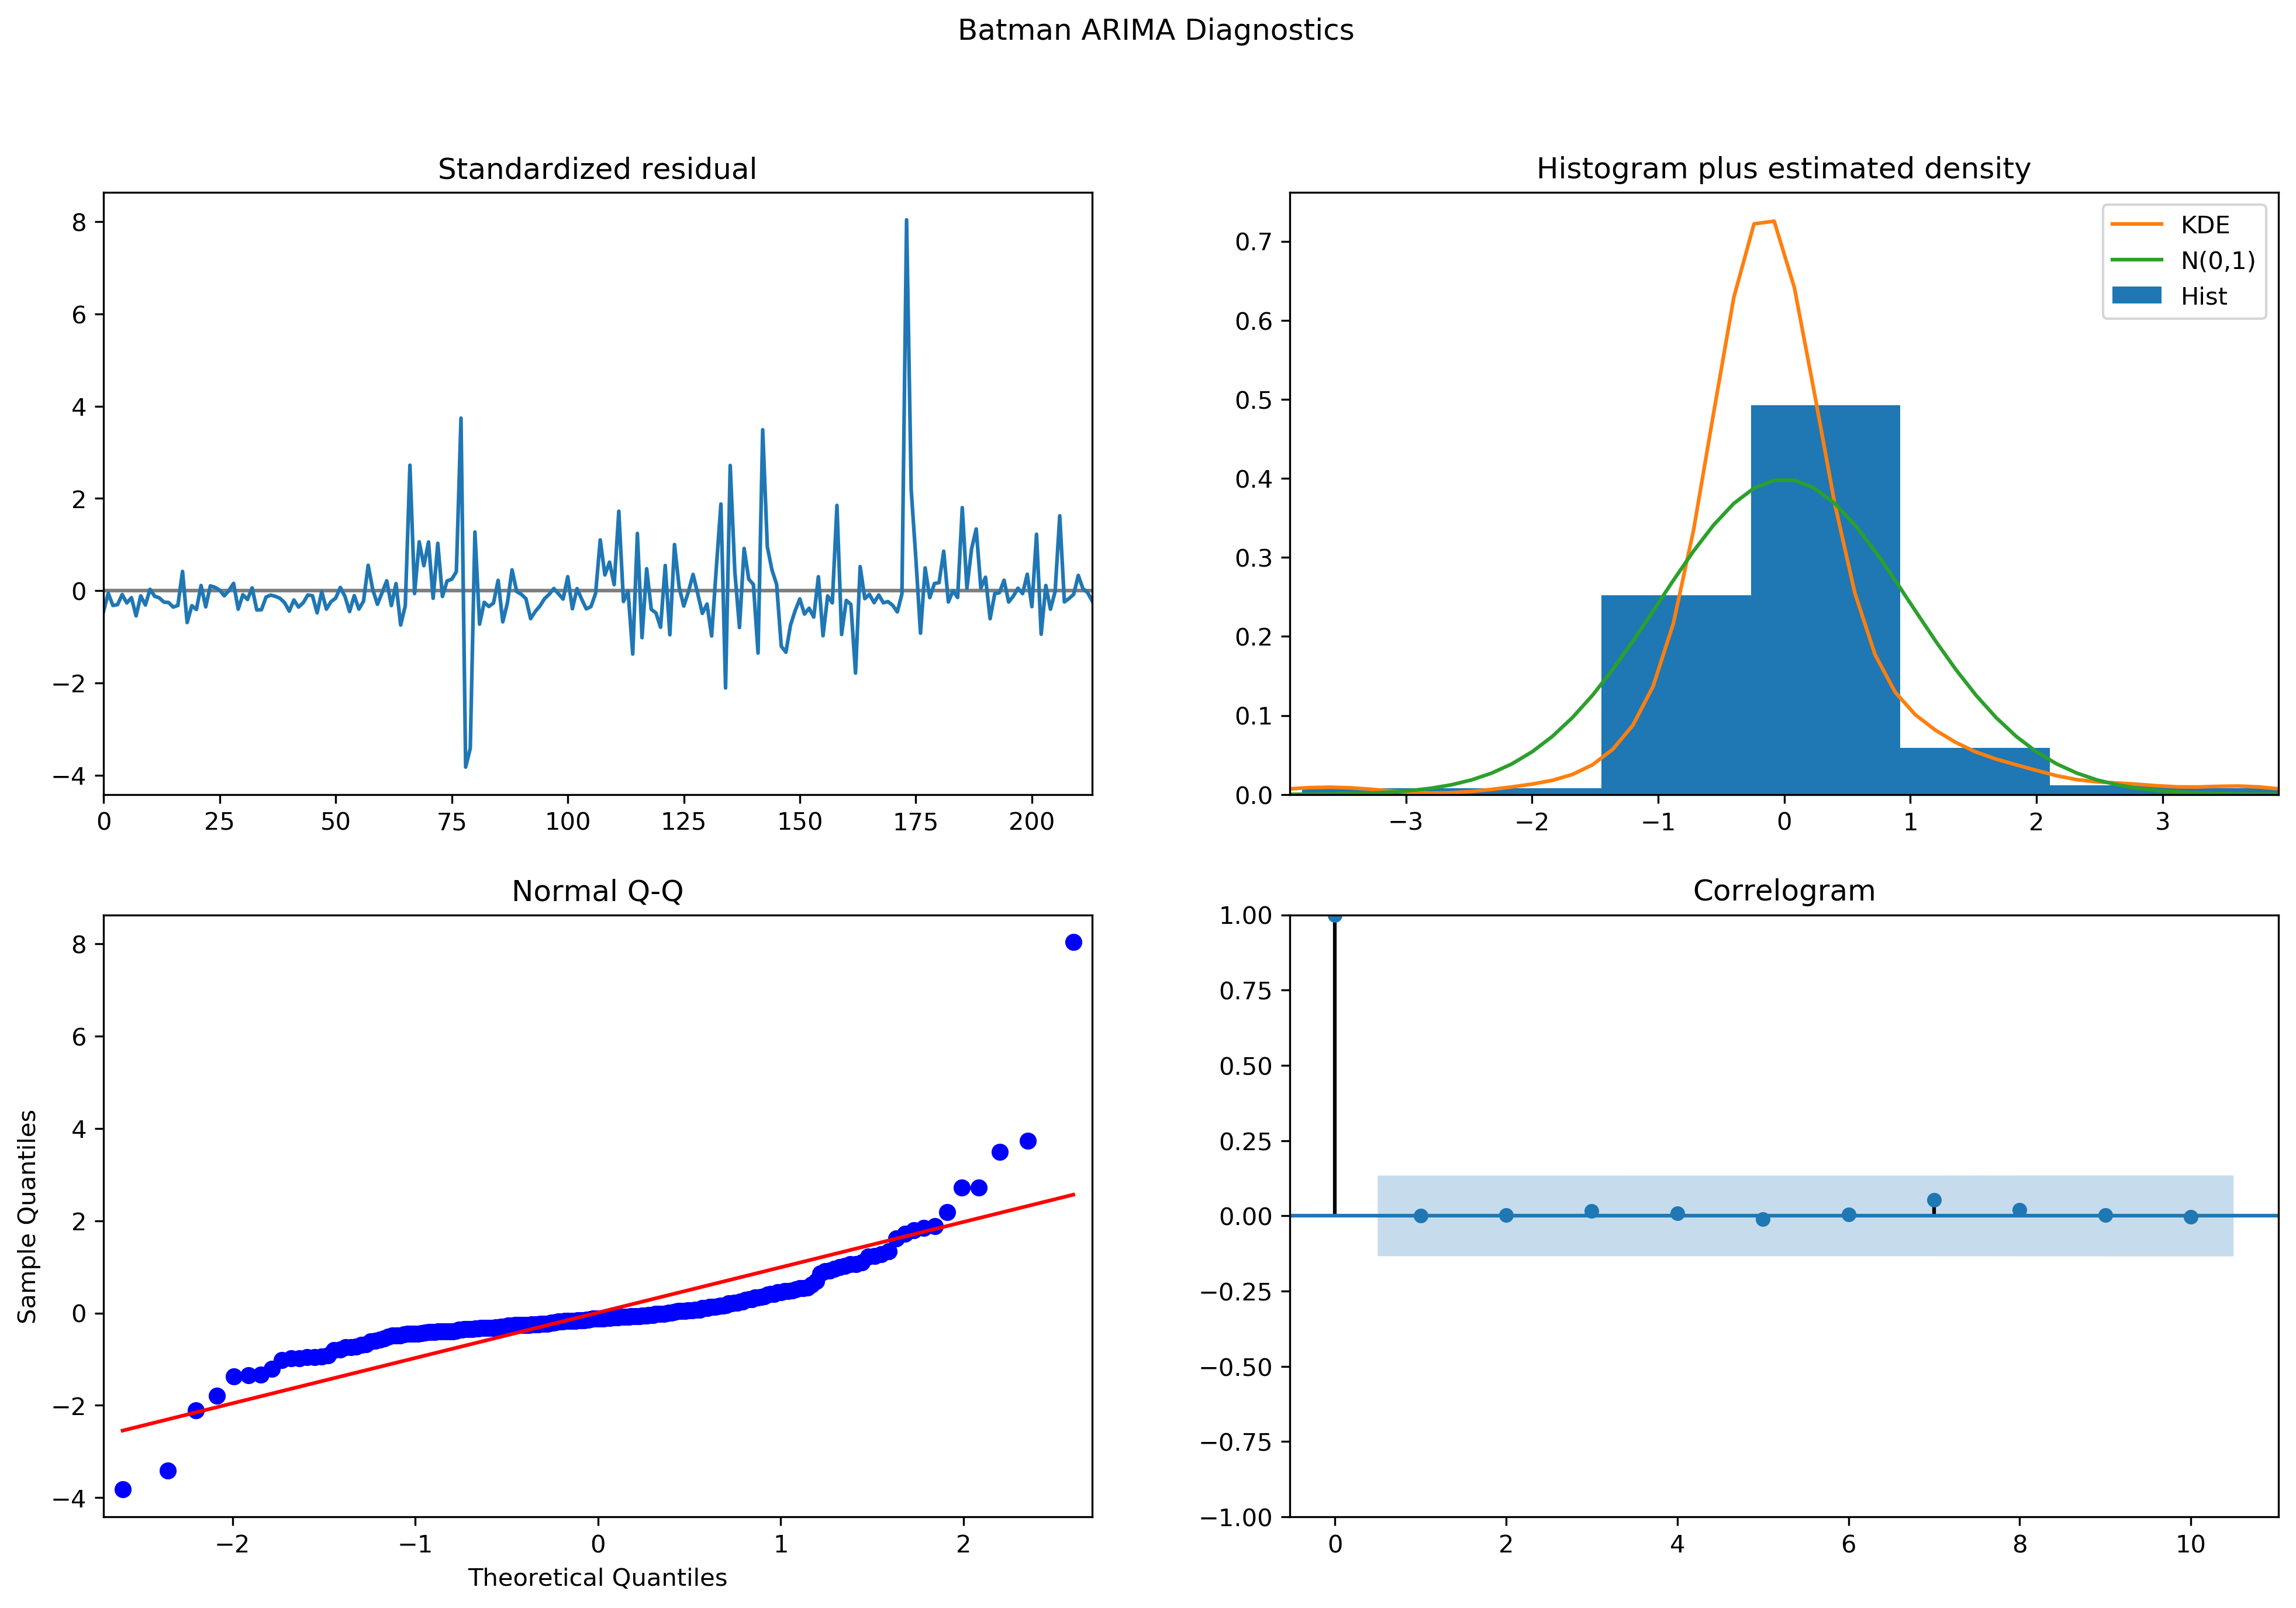 Batman ARIMA Diagnostics
Standardized residual
8
6
4
2
0
−2
−4
0 25 50 75 100 125 150 175 200
Histogram plus estimated density
KDE
N(0,1)
Hist
0.7
0.6
0.5
0.4
0.3
0.2
0.1
0.0
−3 −2 −1 0 1 2 3
Normal Q-Q
Sample Quantiles
8
6
4
2
0
−2
−4
−2 −1 0 1 2
Theoretical Quantiles
Correlogram
1.00
0.75
0.50
0.25
0.00
−0.25
−0.50
−0.75
−1.00
0 2 4 6 8 10